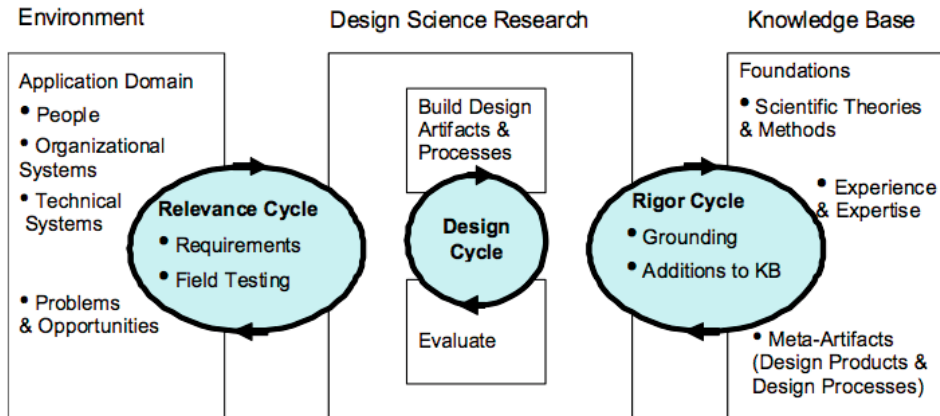 Environment
Design Science Research
Knowledge Base
Application Domain
• People
• Organizational
Systems
• Technical
Systems
• Problems
& Opportunities
Relevance Cycle
• Requirements
• Field Testing
Build Design
Artifacts &
Processes
Design
Cycle
Evaluate
Rigor Cycle
• Grounding
• Additions to KB
Foundations
• Scientific Theories
& Methods
• Experience
& Expertise
• Meta-Artifacts
(Design Products &
Design Processes)